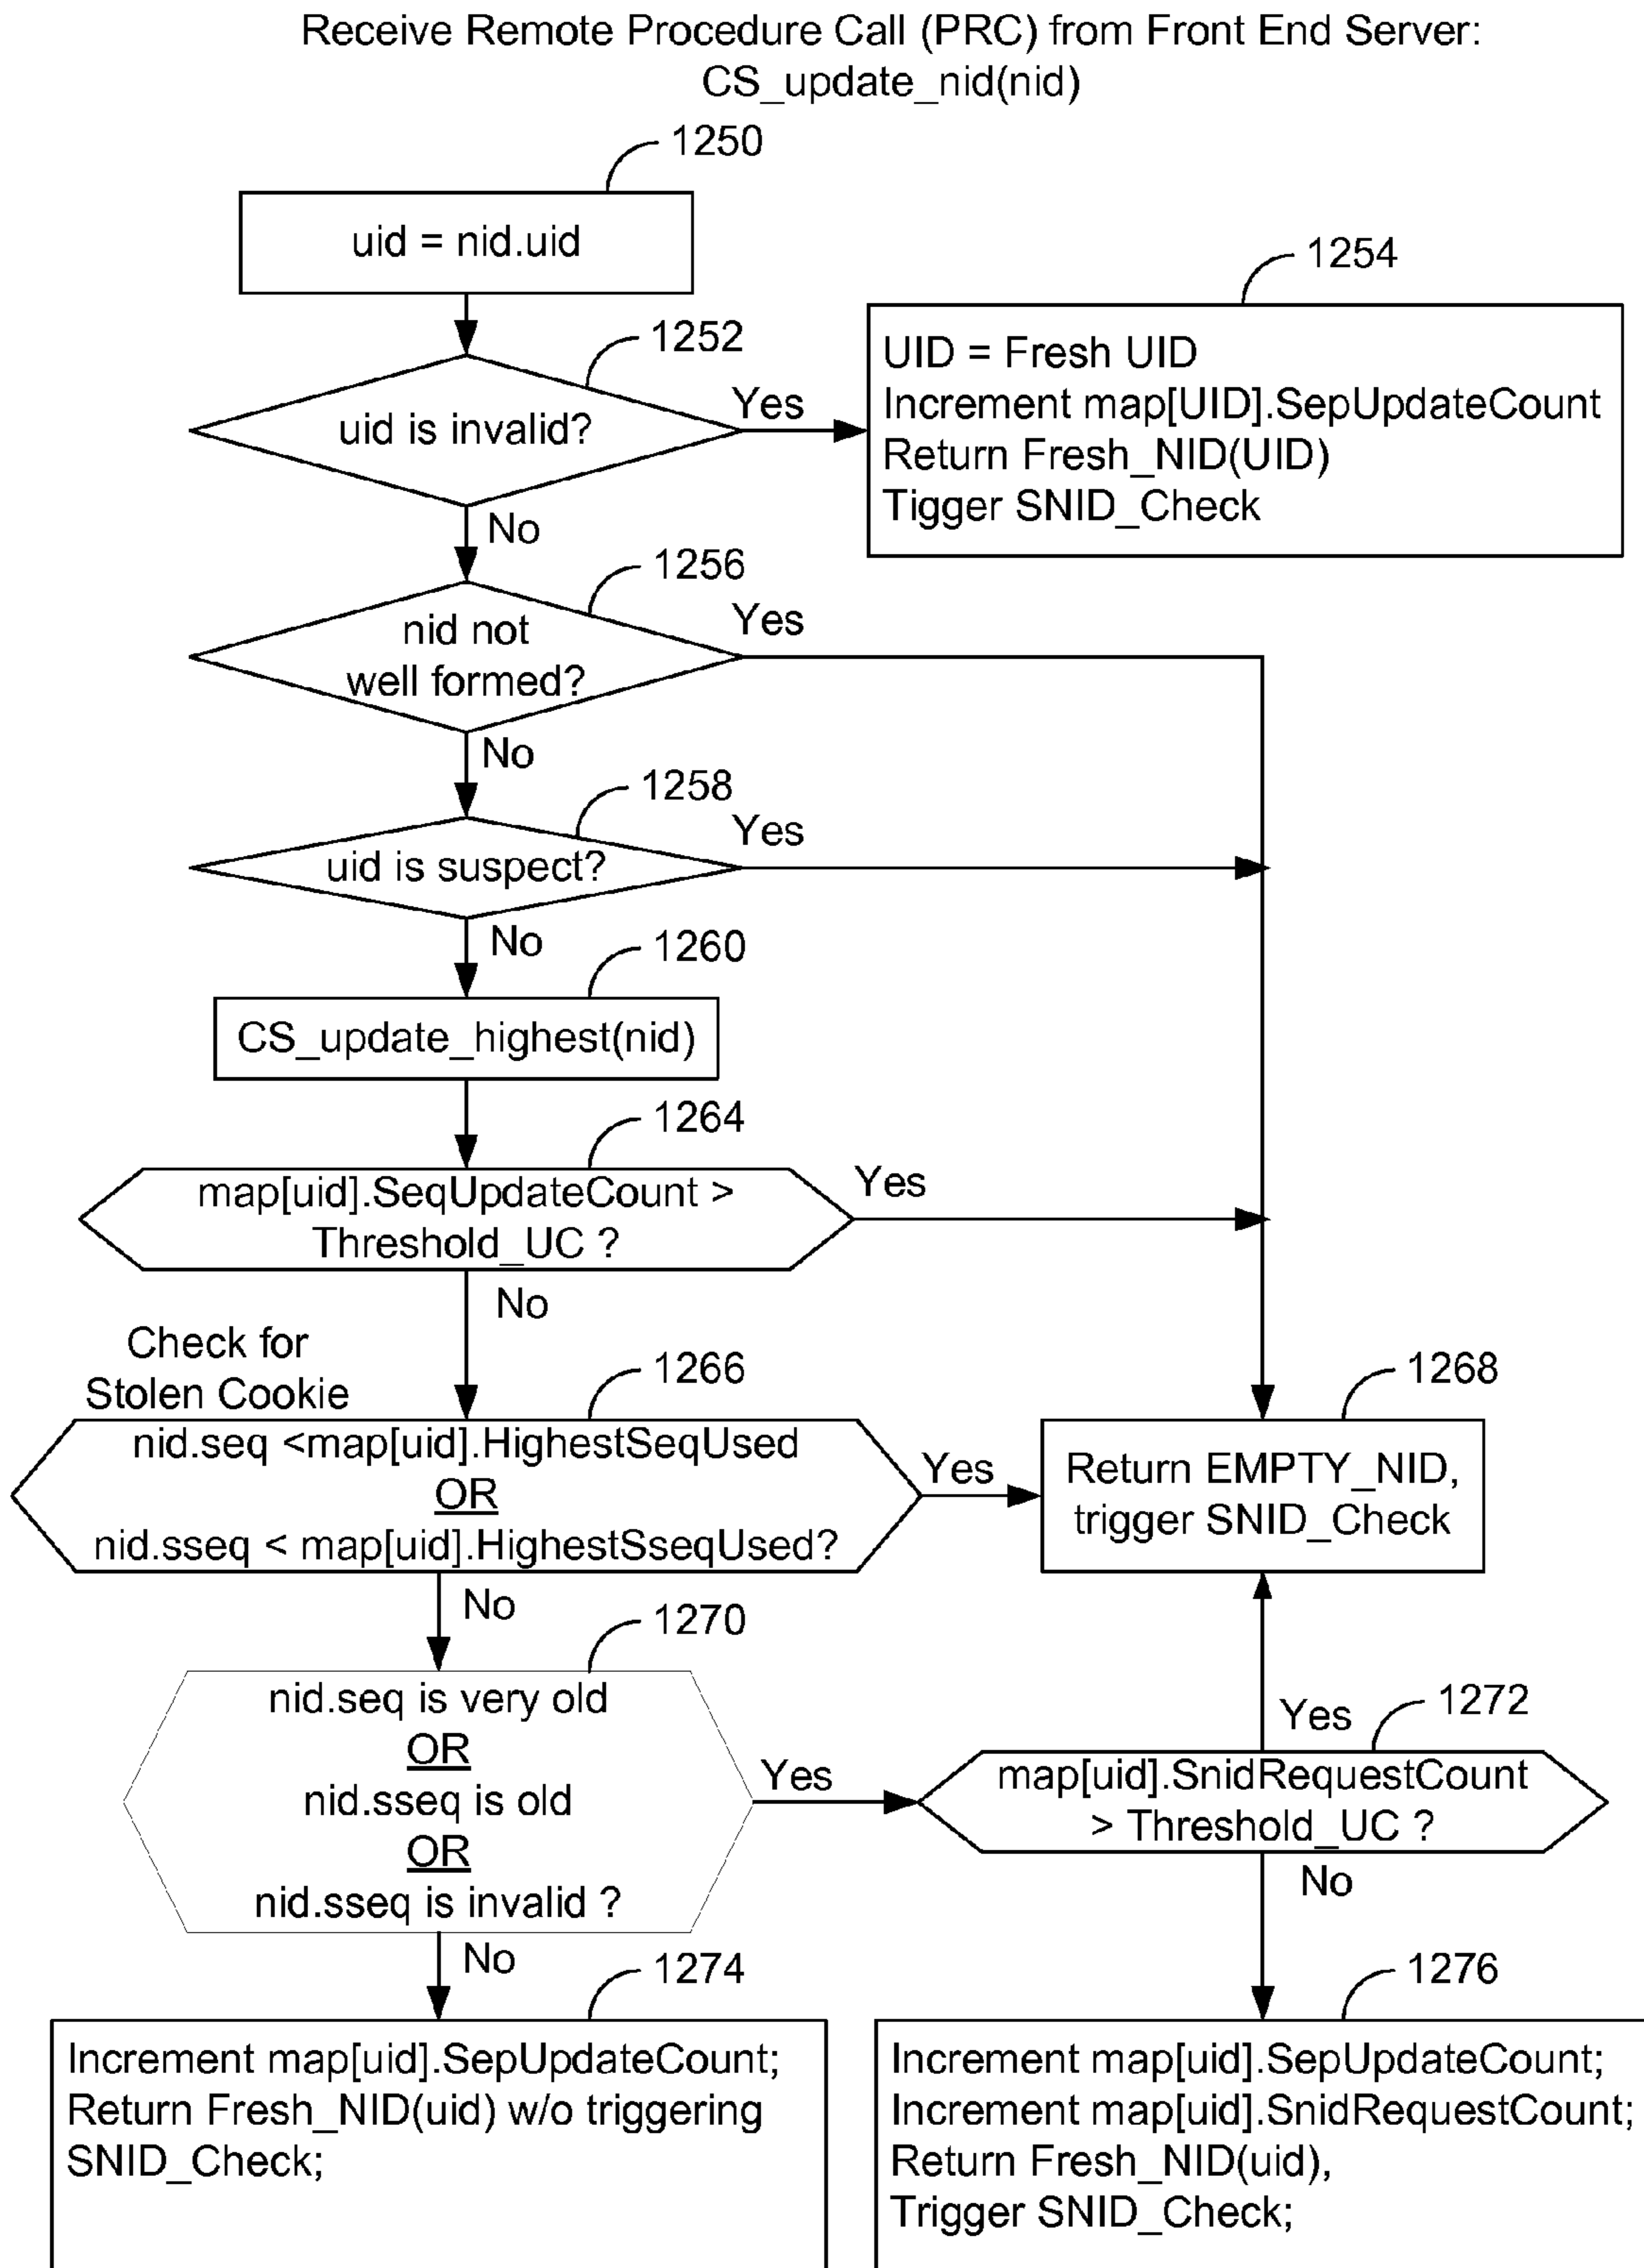 Receive Remote Procedure Call (PRC) from Front End Server:
CS_update_nid(nid)
1250
uid = nid.uid
1254
UID = Fresh UID
Increment map[UID].SepUpdateCount
Return Fresh_NID(UID)
Tigger SNID_Check
1252
uid is invalid?
Yes
No
1256
nid not
well formed?
Yes
No
1258
uid is suspect?
Yes
No
1260
CS_update_highest(nid)
1264
map[uid].SeqUpdateCount >
Threshold_UC ?
Yes
No
Check for
Stolen Cookie
1266
nid.seq <map[uid].HighestSeqUsed
OR
nid.sseq < map[uid].HighestSseqUsed?
Yes
No
1268
Return EMPTY_NID,
trigger SNID_Check
1270
nid.seq is very old
OR
nid.sseq is old
OR
nid.sseq is invalid ?
Yes
No
1272
Yes
map[uid].SnidRequestCount
> Threshold_UC ?
No
1274
Increment map[uid].SepUpdateCount;
Return Fresh_NID(uid) w/o triggering
SNID_Check;
1276
Increment map[uid].SepUpdateCount;
Increment map[uid].SnidRequestCount;
Return Fresh_NID(uid),
Trigger SNID_Check;